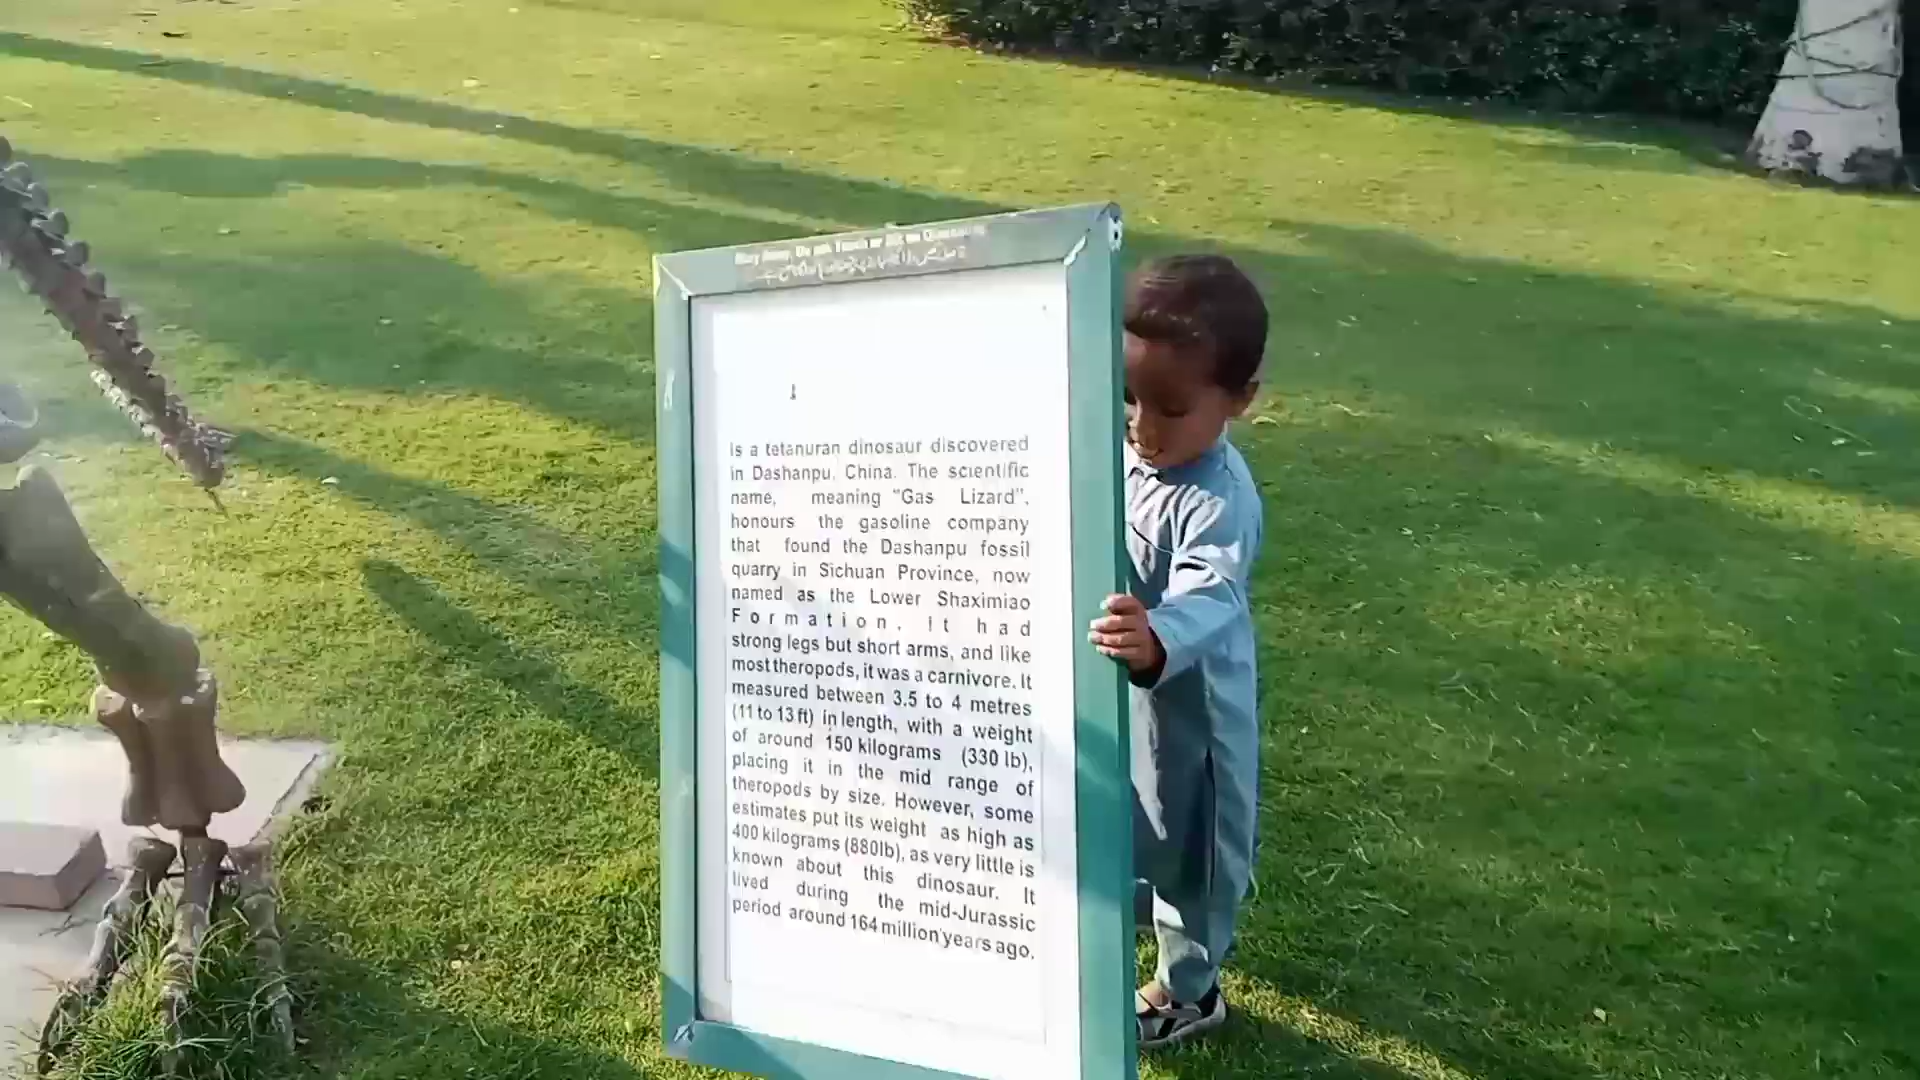 is a tetanuran dinosaur discovered
in Dashanpu, China. The scientific
name, meaning "Gas Lizard",
honours the gasoline company
that found the Dashanpu fossil
quarry in Sichuan Province, now
named as the Lower Shaximiao
Formation. It had
strong legs but short arms, and like
most theropods, it was a carnivore. It
measured between 3.5 to 4 metres
(11 to 13 ft) in length, with a weight
of around 150 kilograms (330 lb),
placing it in the mid range of
theropods by size. However, some
estimates put its weight as high as
400 kilograms (880lb), as very little is
known about this dinosaur. It
lived during the mid-Jurassic
period around 164 million years ago.